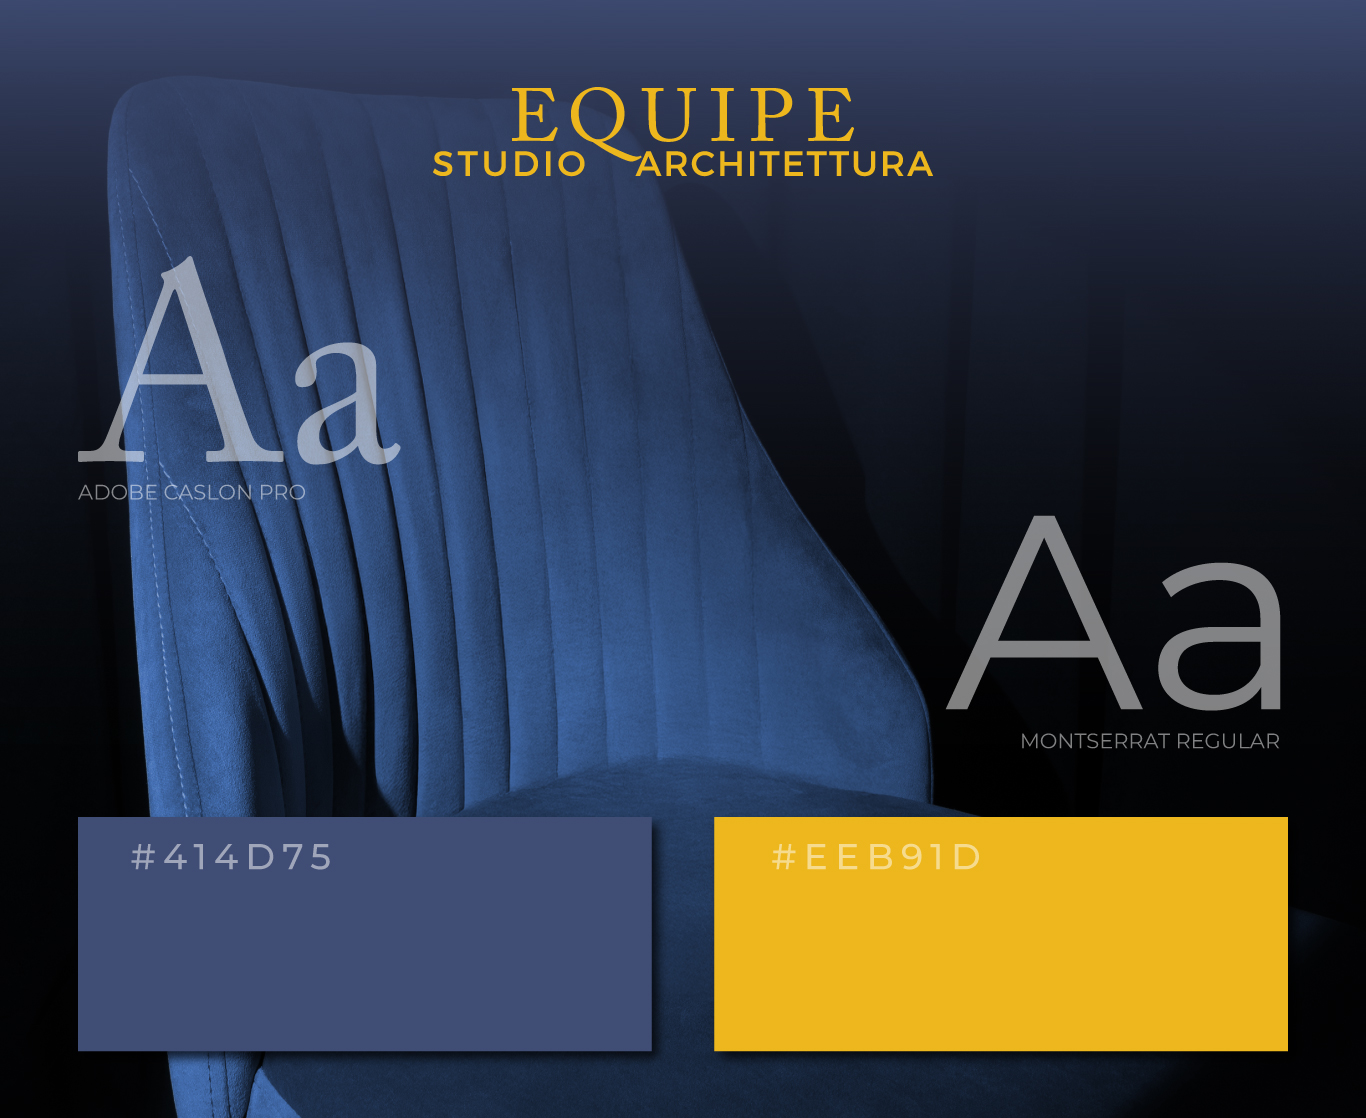 EQUIPE
STUDIO ARCHITETTURA
Aa
ADOBE CASLON PRO
Aa
MONTSERRAT REGULAR
#414D75
#EEB91D